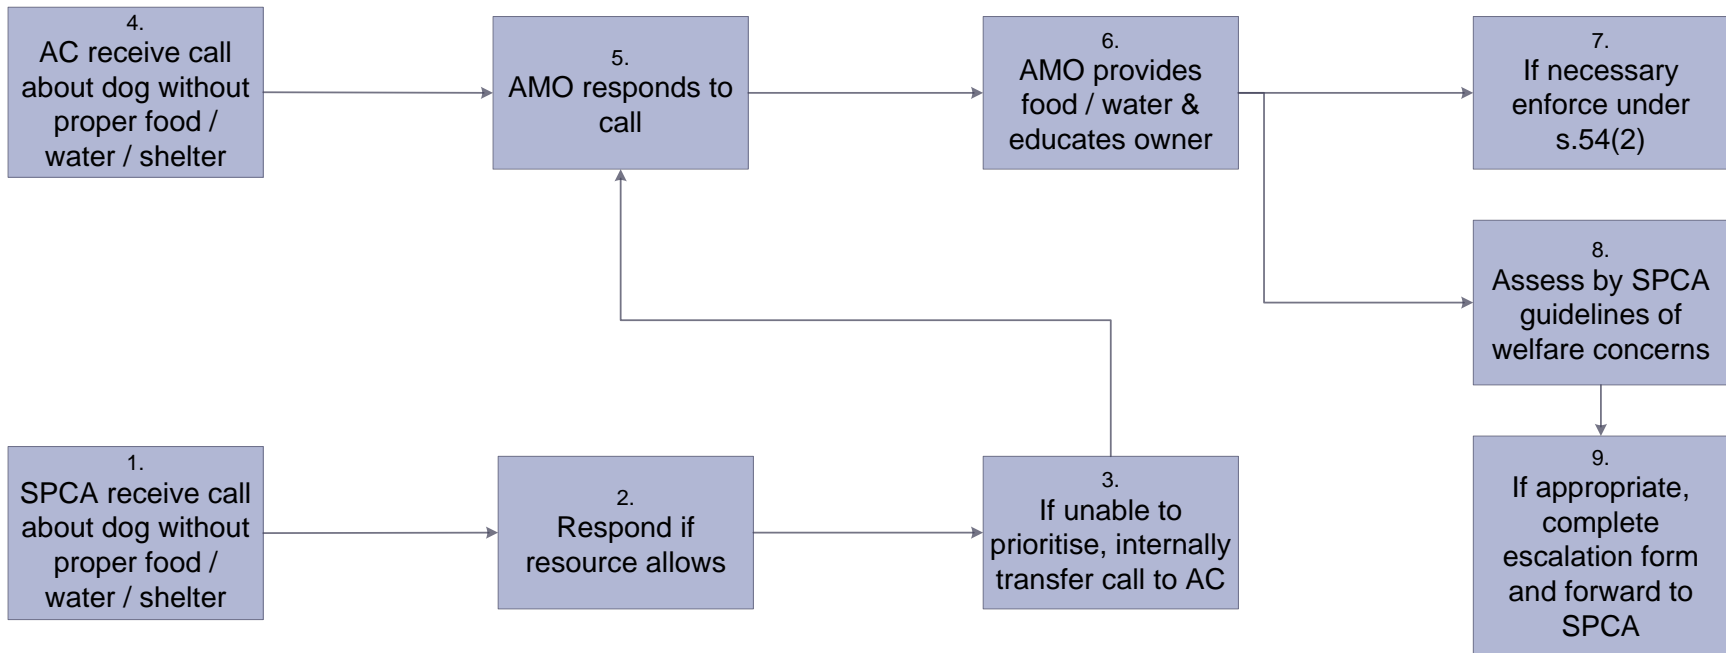 4.
AC receive call
about dog without
proper food /
water / shelter
5.
AMO responds to
call
6.
AMO provides
food / water &
educates owner
7.
If necessary
enforce under
s.54(2)
8.
Assess by SPCA
guidelines of
welfare concerns
1.
SPCA receive call
about dog without
proper food /
water / shelter
2.
Respond if
resource allows
3.
If unable to
prioritise, internally
transfer call to AC
9.
If appropriate,
complete
escalation form
and forward to
SPCA